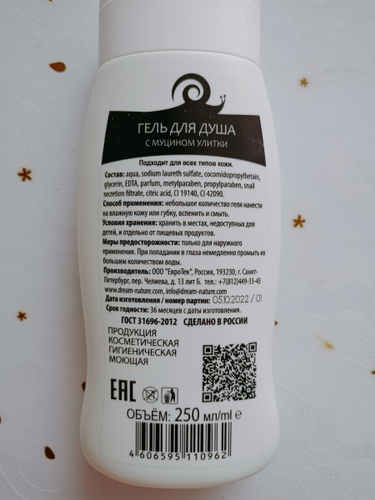 ГЕЛЬ ДЛЯ ДУША
С МУЦИНОМ УЛИТКИ
Подходит для всех типов кожи.
Состав: aqua, sodium laureth sulfate, cocomidopropylbetain,
glycerin, EDTA, parfum, metylparaben, propylparaben, snail
secretion filtrate, citric acid, CI 19140, CI 42090.
Способ применения: небольшое количество геля нанести
на влажную кожу или губку, вспенить и смыть.
Условия хранения: хранить в местах, недоступных для
детей, и отдельно от пищевых продуктов.
Меры предосторожности: только для наружного
применения. При попадании в глаза немедленно промыть их
большим количеством воды.
Производитель: ООО "ЕвроТек", Россия, 193230, г. Санкт-
Петербург, пер. Челиева, д. 13 лит Б. тел.: +7(812)449-33-43
www.dream-nature.com, info@dream-nature.com
Дата изготовления / номер партии: 05.10.2022 / 01
Срок годности: 36 месяцев с даты изготовления.
ГОСТ 31696-2012 СДЕЛАНО В РОССИИ
ПРОДУКЦИЯ
КОСМЕТИЧЕСКАЯ
ГИГИЕНИЧЕСКАЯ
МОЮЩАЯ
EAC
ОБЪЁМ: 250 мл/ml e
4 606595 110962